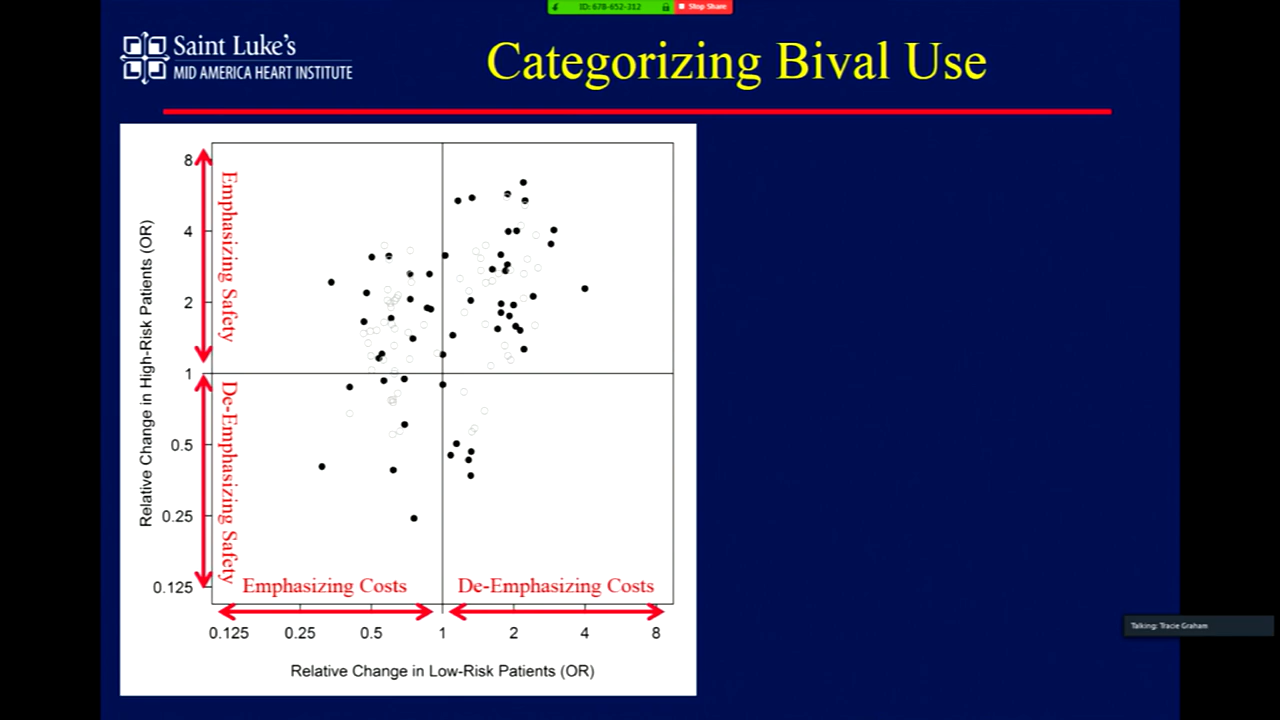 ID: 678-652-312
Stop Share
Saint Luke's
MID AMERICA HEART INSTITUTE
Categorizing Bival Use
Relative Change in High-Risk Patients (OR)
8
4
2
1
0.5
0.25
0.125
Emphasizing Safety
De-Emphasizing Safety
Emphasizing Costs
De-Emphasizing Costs
0.125
0.25
0.5
1
2
4
8
Relative Change in Low-Risk Patients (OR)
Talking: Tracie Graham